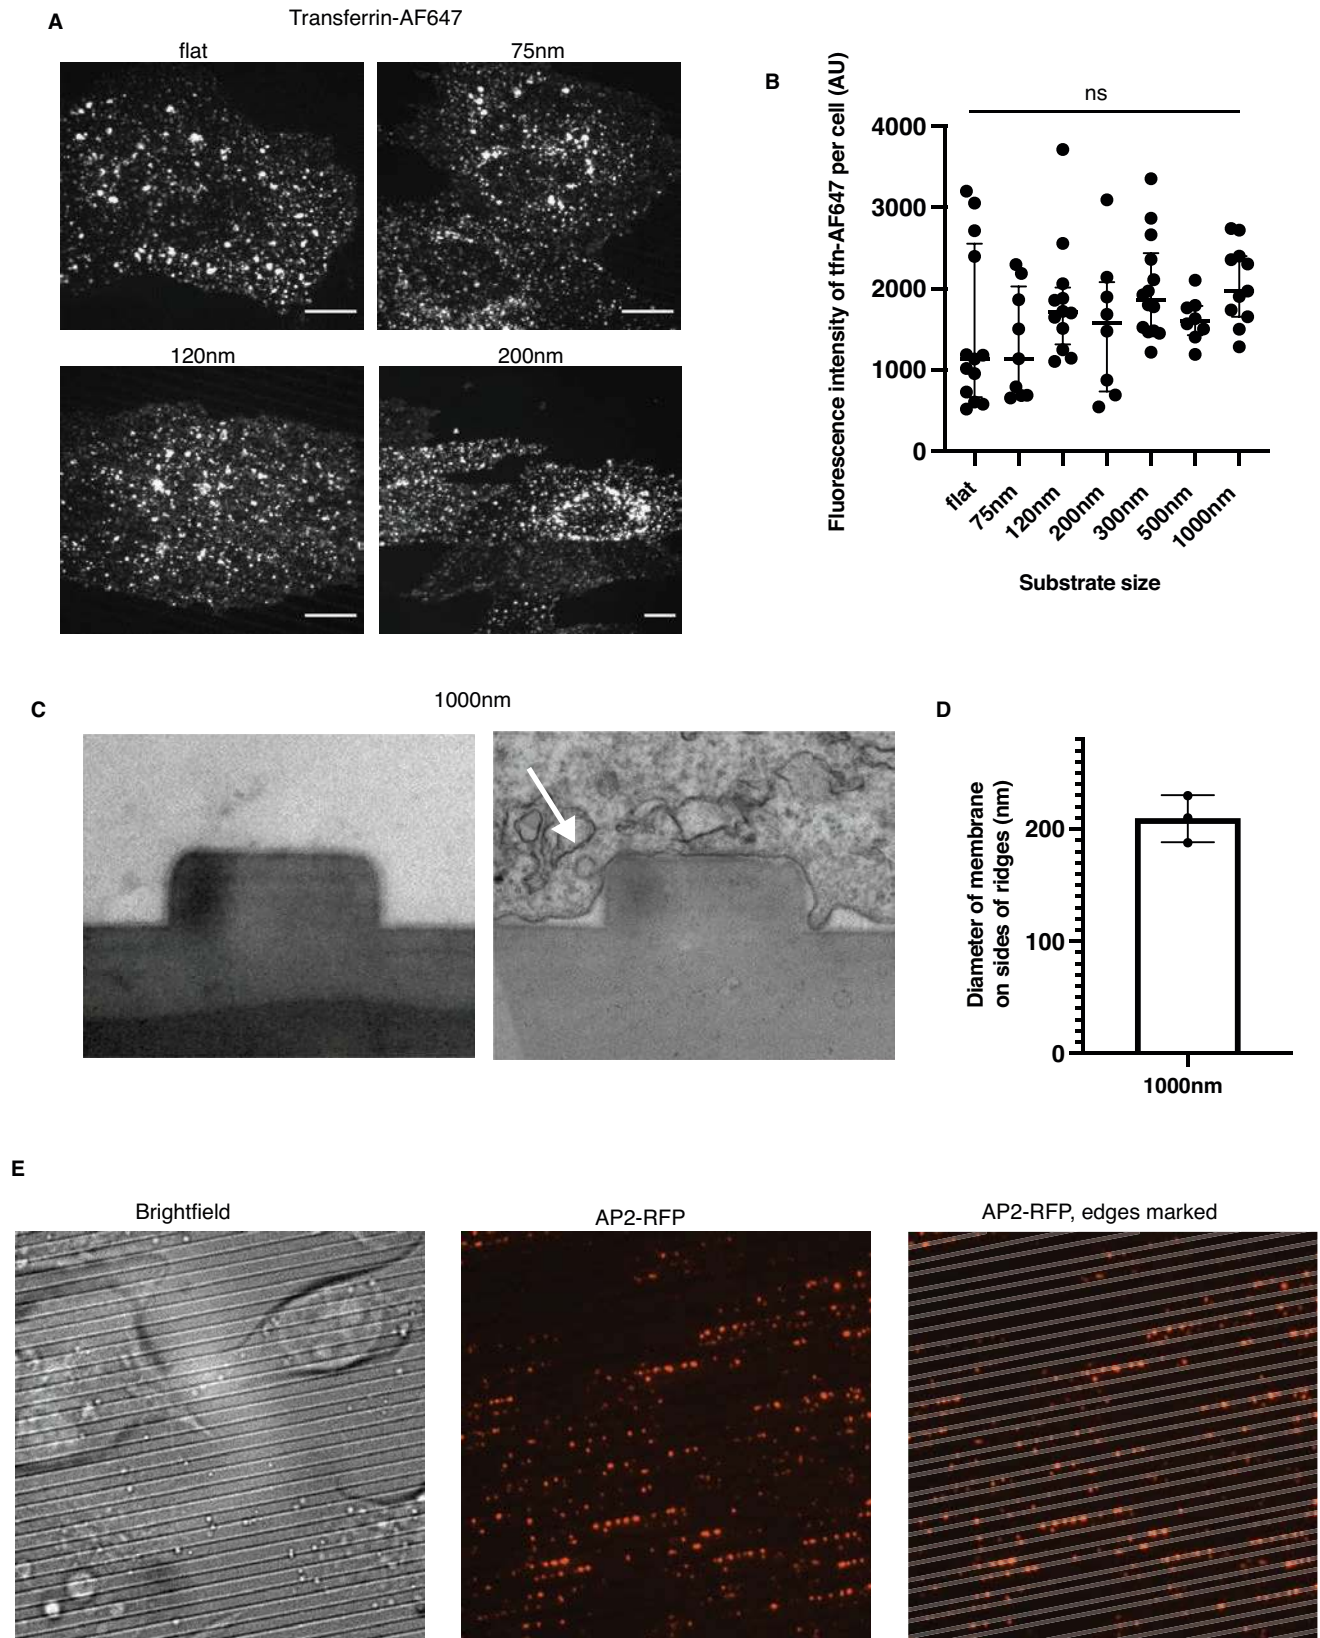 A
Transferrin-AF647
flat
75nm
120nm
200nm
B
Fluorescence intensity of tfn-AF647 per cell (AU)
ns
4000
3000
2000
1000
0
flat
75nm
120nm
200nm
300nm
500nm
1000nm
Substrate size
C
1000nm
D
Diameter of membrane
on sides of ridges (nm)
200
100
0
1000nm
E
Brightfield
AP2-RFP
AP2-RFP, edges marked